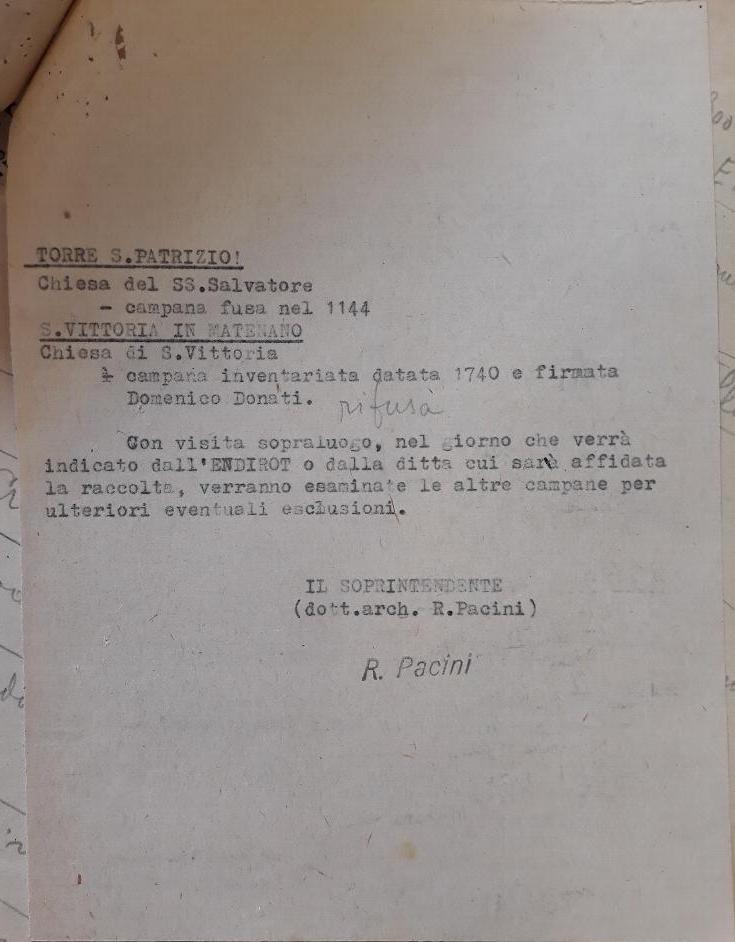 TORRE S.PATRIZIO!
Chiesa del SS.Salvatore
- campana fusa nel 1144
S.VITTORIA IN MATENANO
Chiesa di S.Vittoria
- campana inventariata datata 1740 e firmata
Domenico Donati. rifusa
Con visita sopraluogo, nel giorno che verrà
indicato dall'ENDIROT o dalla ditta cui sarà affidata
la raccolta, verranno esaminate le altre campane per
ulteriori eventuali esclusioni.
IL SOPRINTENDENTE
(dott.arch. R.Pacini)
R. Pacini